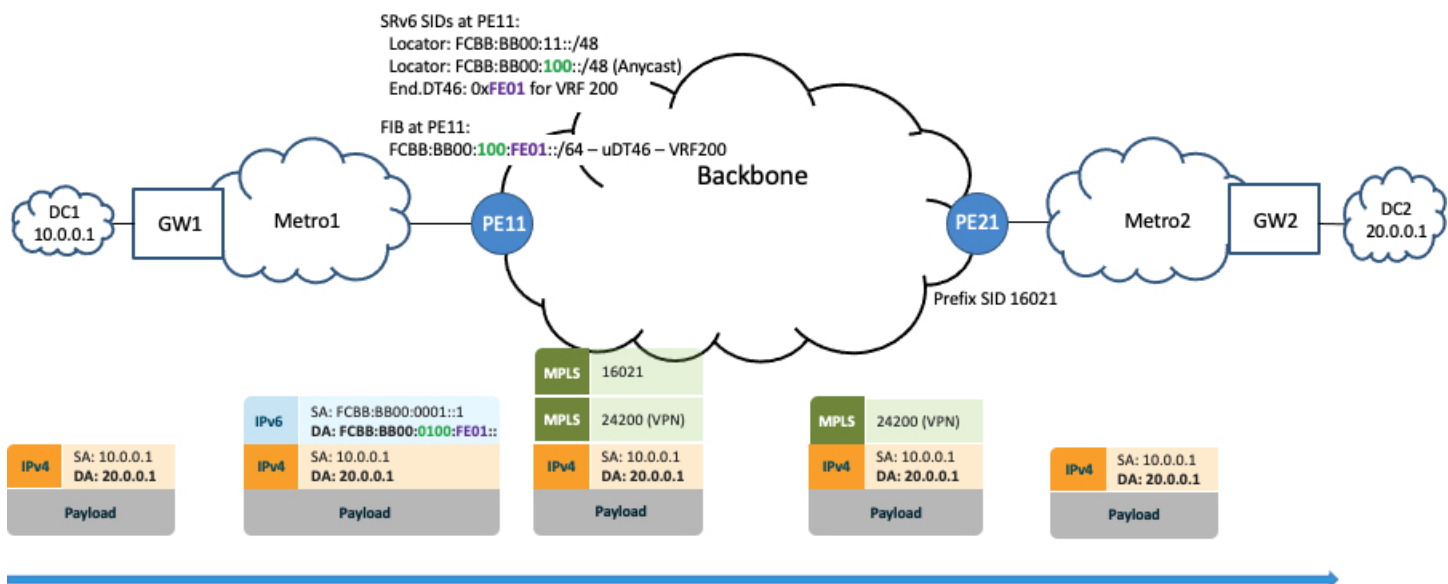 SRv6 SIDs at PE11:
Locator: FCBB:BB00:11::/48
Locator: FCBB:BB00:100::/48 (Anycast)
End.DT46: 0xFE01 for VRF 200
FIB at PE11:
FCBB:BB00:100:FE01::/64 – uDT46 – VRF200
Backbone
DC1
10.0.0.1
GW1
Metro1
PE11
PE21
Metro2
GW2
DC2
20.0.0.1
Prefix SID 16021
IPv4
SA: 10.0.0.1
DA: 20.0.0.1
Payload
IPv6
SA: FCBB:BB00:0001::1
DA: FCBB:BB00:0100:FE01::
IPv4
SA: 10.0.0.1
DA: 20.0.0.1
Payload
MPLS
16021
MPLS
24200 (VPN)
IPv4
SA: 10.0.0.1
DA: 20.0.0.1
Payload
MPLS
24200 (VPN)
IPv4
SA: 10.0.0.1
DA: 20.0.0.1
Payload
IPv4
SA: 10.0.0.1
DA: 20.0.0.1
Payload